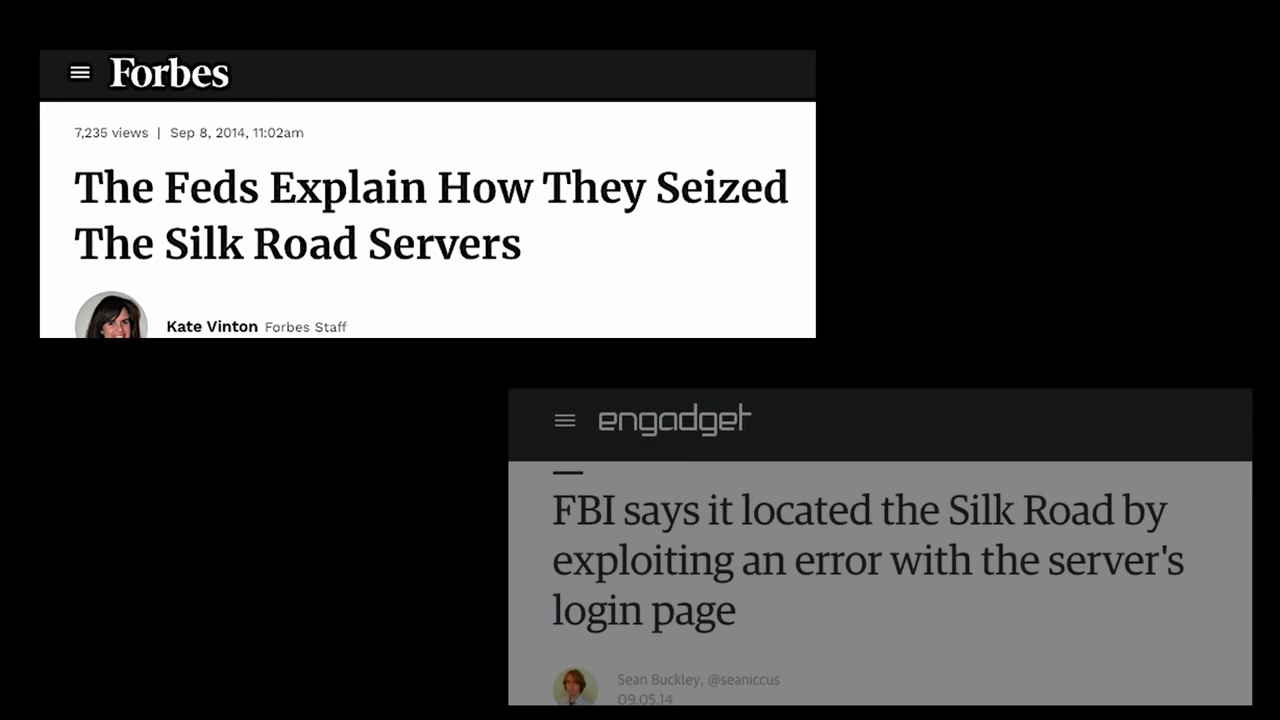 Forbes
7,235 views | Sep 8, 2014, 11:02am
The Feds Explain How They Seized
The Silk Road Servers
Kate Vinton Forbes Staff
engadget
FBI says it located the Silk Road by
exploiting an error with the server's
login page
Sean Buckley, @seaniccus
09.05.14